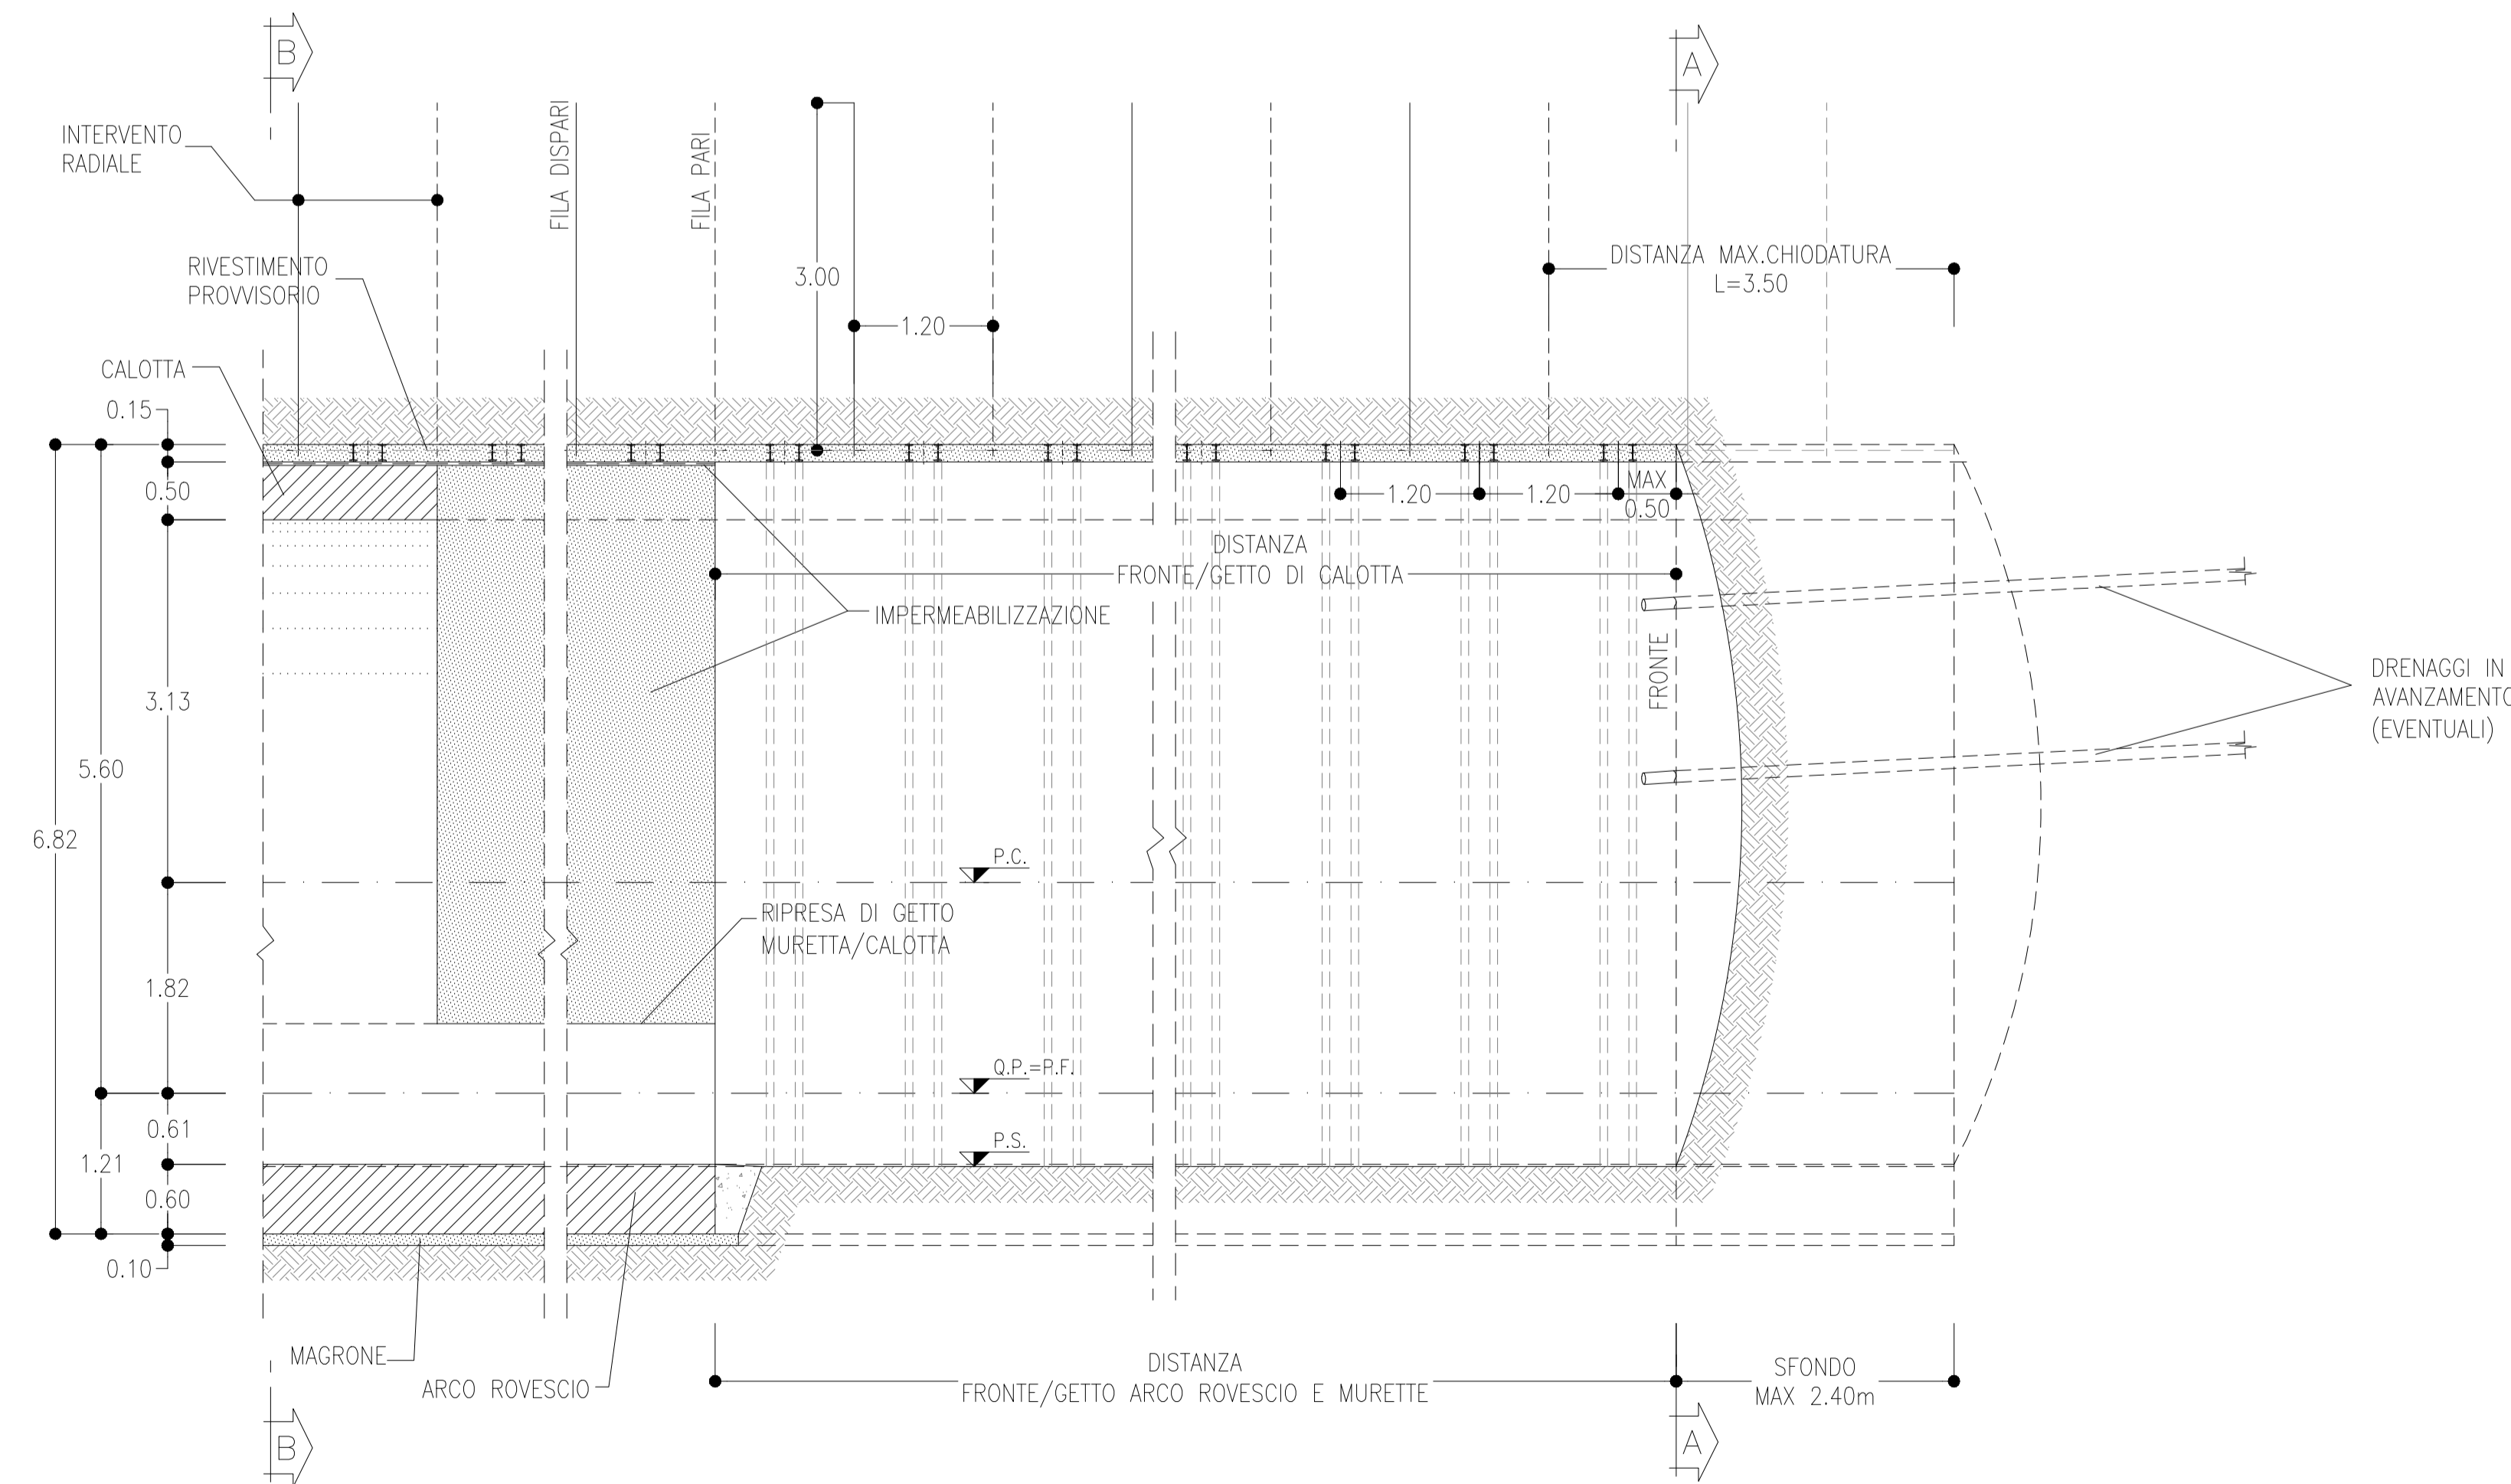 B
A
INTERVENTO
RADIALE
FILA DISPARI
FILA PARI
RIVESTIMENTO
PROVVISORIO
3.00
DISTANZA MAX.CHIODATURA
L=3.50
1.20
CALOTTA
0.15
0.50
1.20
1.20
MAX
0.50
DISTANZA
FRONTE/GETTO DI CALOTTA
IMPERMEABILIZZAZIONE
FRONTE
DRENAGGI IN
AVANZAMENTO
(EVENTUALI)
3.13
5.60
6.82
P.C.
RIPRESA DI GETTO
MURETTA/CALOTTA
1.82
Q.P.=P.F.
0.61
P.S.
1.21
0.60
0.10
MAGRONE
ARCO ROVESCIO
DISTANZA
FRONTE/GETTO ARCO ROVESCIO E MURETTE
SFONDO
MAX 2.40m
B
A